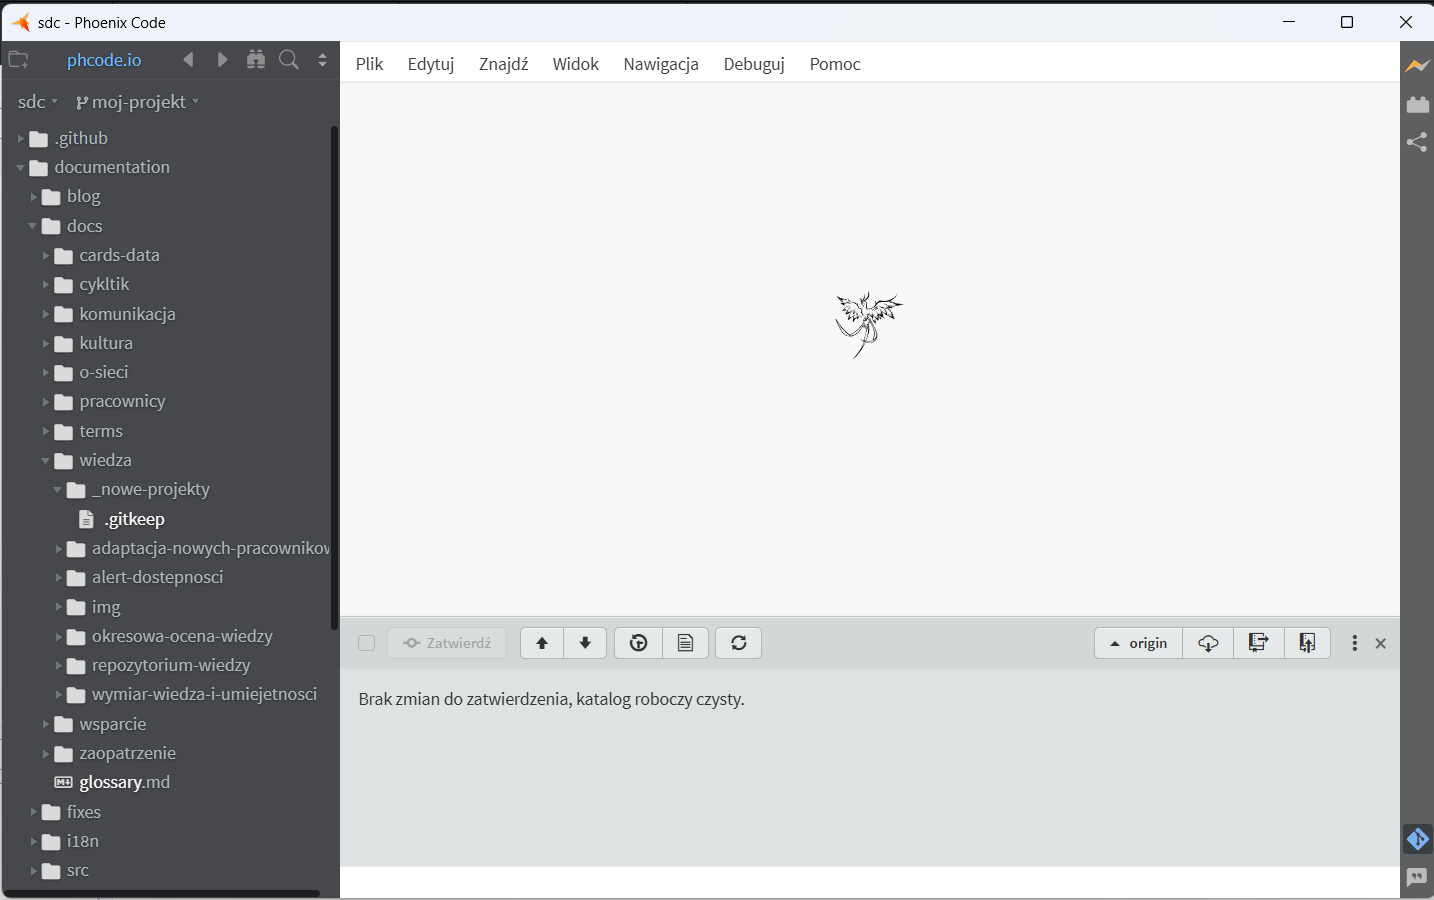 sdc - Phoenix Code
phcode.io
Plik Edytuj Znajdź Widok Nawigacja Debuguj Pomoc
sdc moj-projekt
.github
documentation
blog
docs
cards-data
cykltik
komunikacja
kultura
o-sieci
pracownicy
terms
wiedza
_nowe-projekty
.gitkeep
adaptacja-nowych-pracownikov
alert-dostepnosci
img
okresowa-ocena-wiedzy
repozytorium-wiedzy
wymiar-wiedza-i-umiejetnosci
wsparcie
zaopatrzenie
glossary.md
fixes
i18n
src
Zatwierdź
origin
Brak zmian do zatwierdzenia, katalog roboczy czysty.